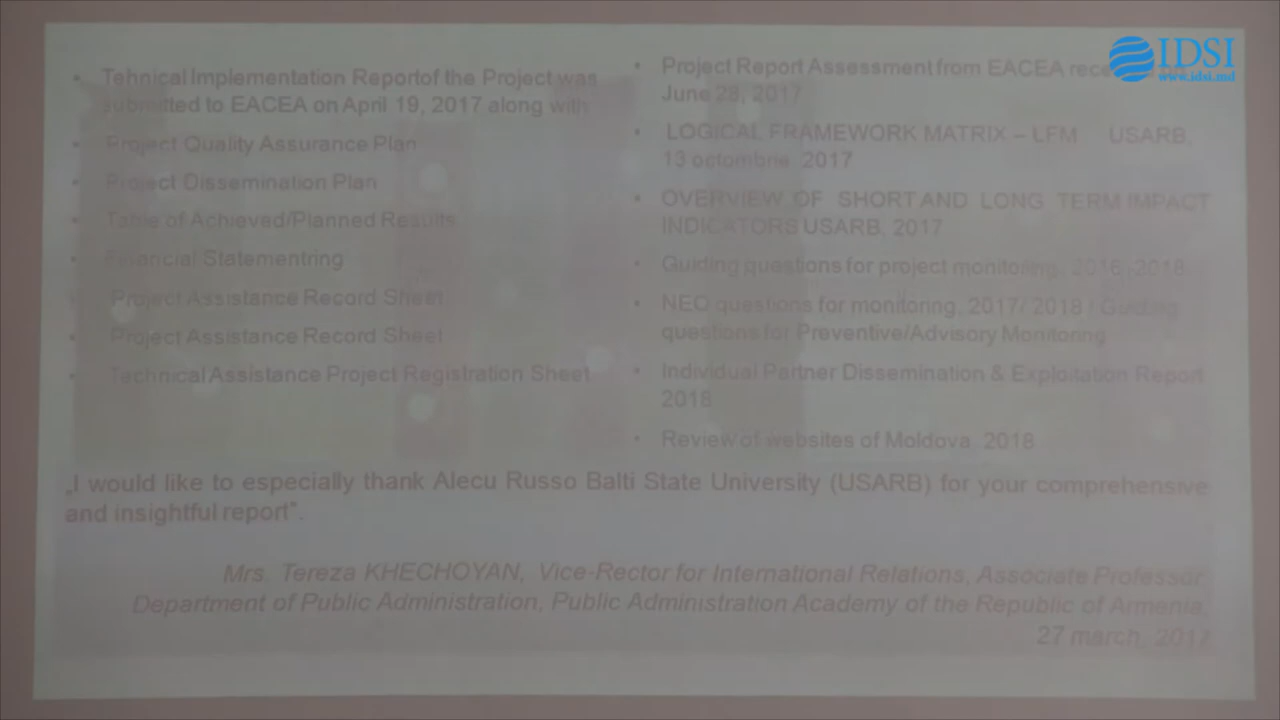 • Tehnical Implementation Reportof the Project was
submitted to EACEA on April 19, 2017 along with
• Project Quality Assurance Plan
• Project Dissemination Plan
• Table of Achieved/Planned Results
• Financial Statementring
• Project Assistance Record Sheet
• Project Assistance Record Sheet
• Technical Assistance Project Registration Sheet
• Project Report Assessment from EACEA
June 28, 2017
• LOGICAL FRAMEWORK MATRIX – LFM USARB,
13 octombrie 2017
• OVERVIEW OF SHORT AND LONG TERM IMPACT
INDICATORS USARB, 2017
• Guiding questions for project monitoring, 2016, 2018
• NEO questions for monitoring, 2017/ 2018 / Guiding
questions for Preventive/Advisory Monitoring
• Individual Partner Dissemination & Exploitation Report
2018
• Review of websites of Moldova, 2018
„I would like to especially thank Alecu Russo Balti State University (USARB) for your comprehensive
and insightful report”.
Mrs. Tereza KHECHOYAN, Vice-Rector for International Relations, Associate Professor,
Department of Public Administration, Public Administration Academy of the Republic of Armenia,
27 march, 2017
IDSI
www.idsi.md